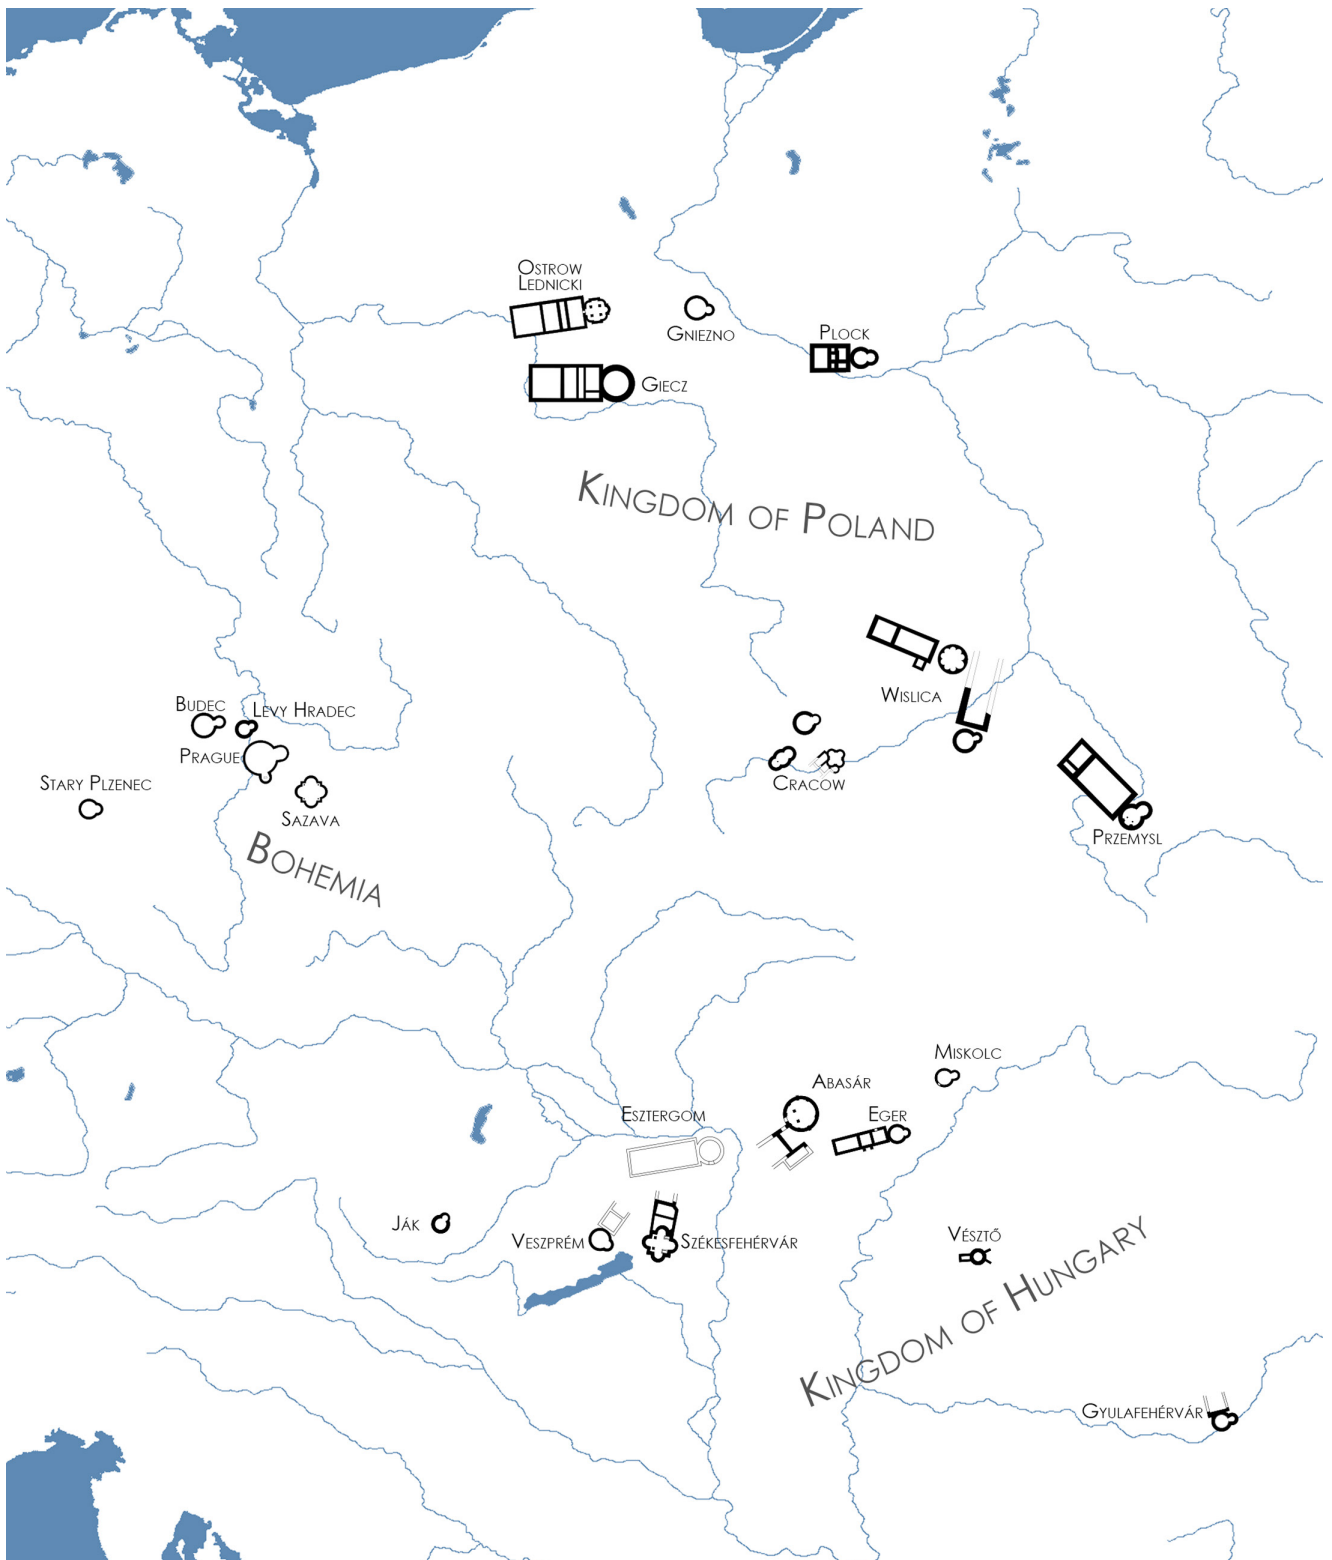 Ostrow
Lednicki
Gniezno
Plock
Giecz
Kingdom of Poland
Wislica
Budec
Levy Hradec
Prague
Stary Plzenec
Sazava
Cracow
Przemysl
Bohemia
Miskolc
Abasár
Esztergom
Eger
Ják
Veszprém
Székesfehérvár
Vésztő
Kingdom of Hungary
Gyulafehérvár